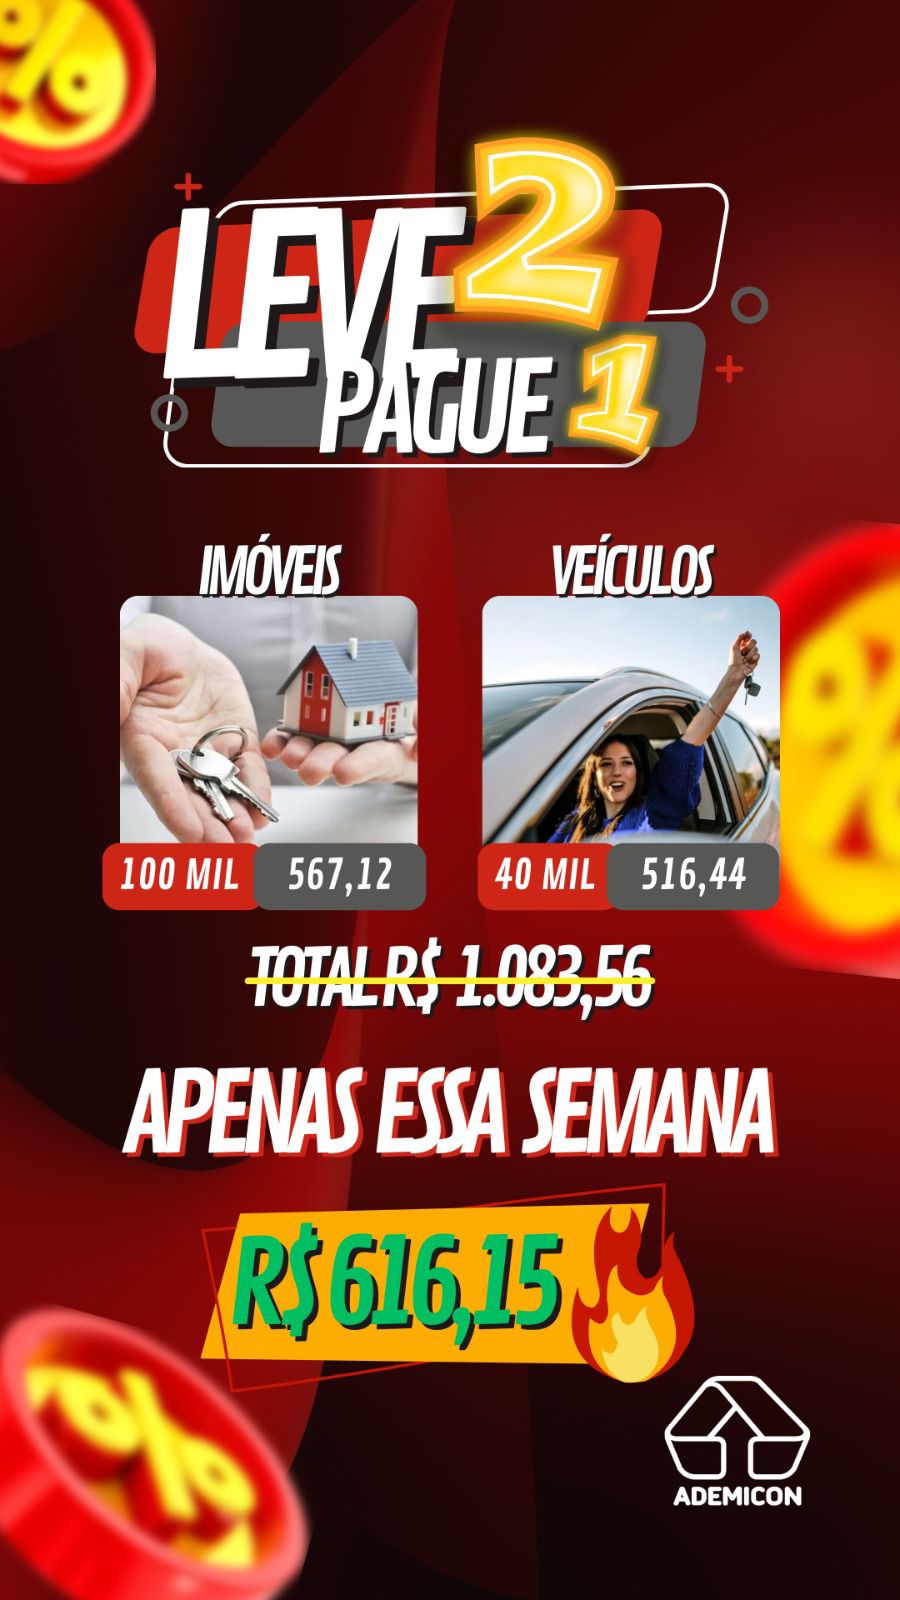 LEVE 2
PAGUE 1
IMÓVEIS
VEÍCULOS
100 MIL 567,12
40 MIL 516,44
TOTAL R$ 1.083,56
APENAS ESSA SEMANA
R$ 616,15
ADEMICON